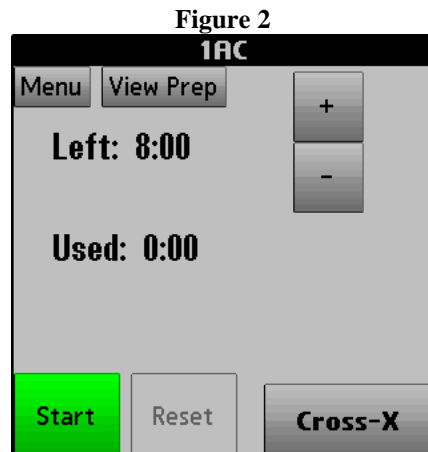 Figure 2
1AC
Menu View Prep +
Left: 8:00
-
Used: 0:00
Start Reset Cross-X